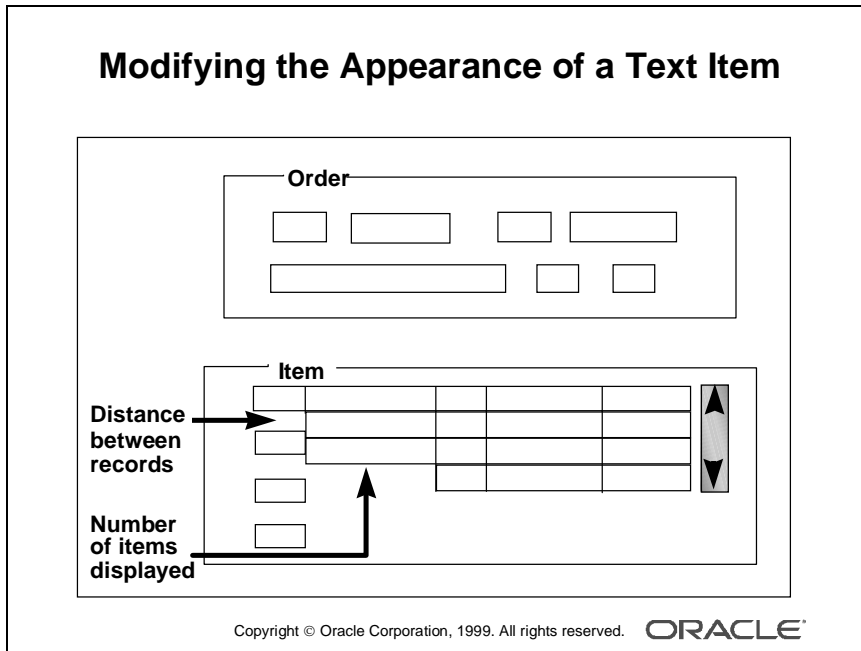 Modifying the Appearance of a Text Item
Order
Item
Distance
between
records
Number
of items
displayed
Copyright © Oracle Corporation, 1999. All rights reserved. ORACLE®